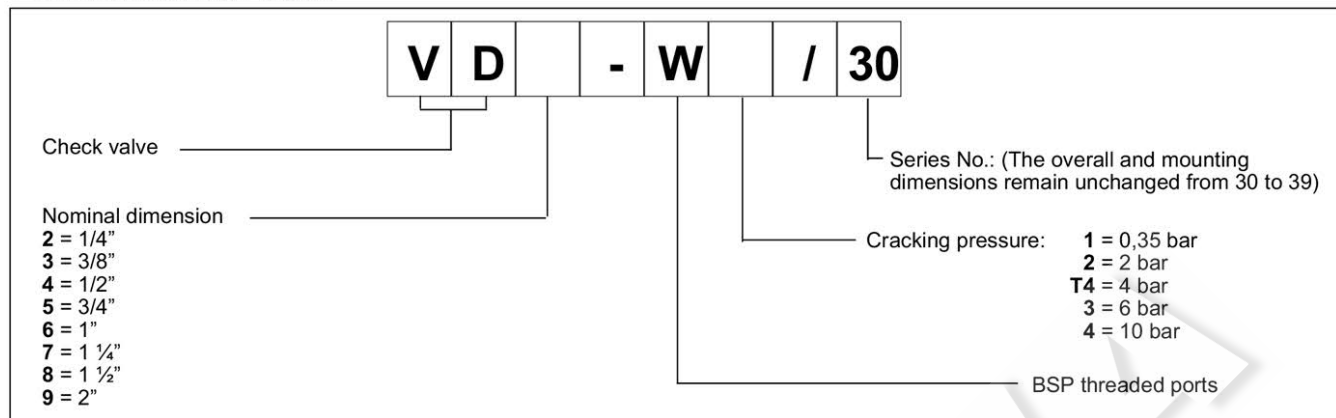 V D - W / 30
Check valve
Series No.: (The overall and mounting
dimensions remain unchanged from 30 to 39)
Nominal dimension
2 = 1/4”
3 = 3/8”
4 = 1/2”
5 = 3/4”
6 = 1”
7 = 1 ¼”
8 = 1 ½”
9 = 2”
Cracking pressure: 1 = 0,35 bar
2 = 2 bar
T4 = 4 bar
3 = 6 bar
4 = 10 bar
BSP threaded ports